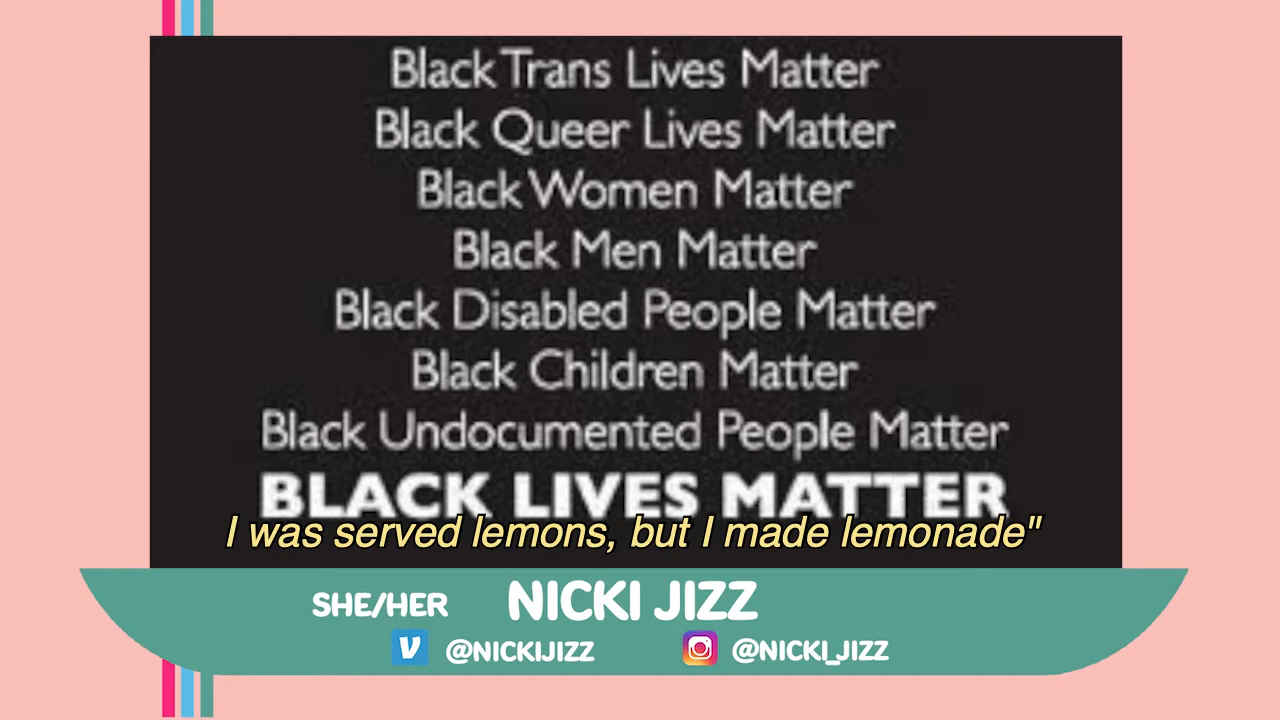 Black Trans Lives Matter
Black Queer Lives Matter
Black Women Matter
Black Men Matter
Black Disabled People Matter
Black Children Matter
Black Undocumented People Matter
BLACK LIVES MATTER
I was served lemons, but I made lemonade"
SHE/HER NICKI JIZZ
@NICKIJIZZ @NICKI_JIZZ